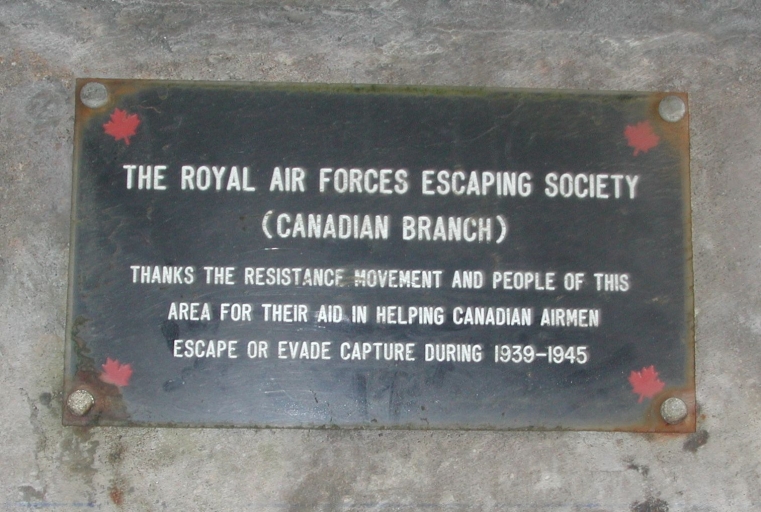 THE ROYAL AIR FORCES ESCAPING SOCIETY
(CANADIAN BRANCH)
THANKS THE RESISTANCE MOVEMENT AND PEOPLE OF THIS
AREA FOR THEIR AID IN HELPING CANADIAN AIRMEN
ESCAPE OR EVADE CAPTURE DURING 1939-1945